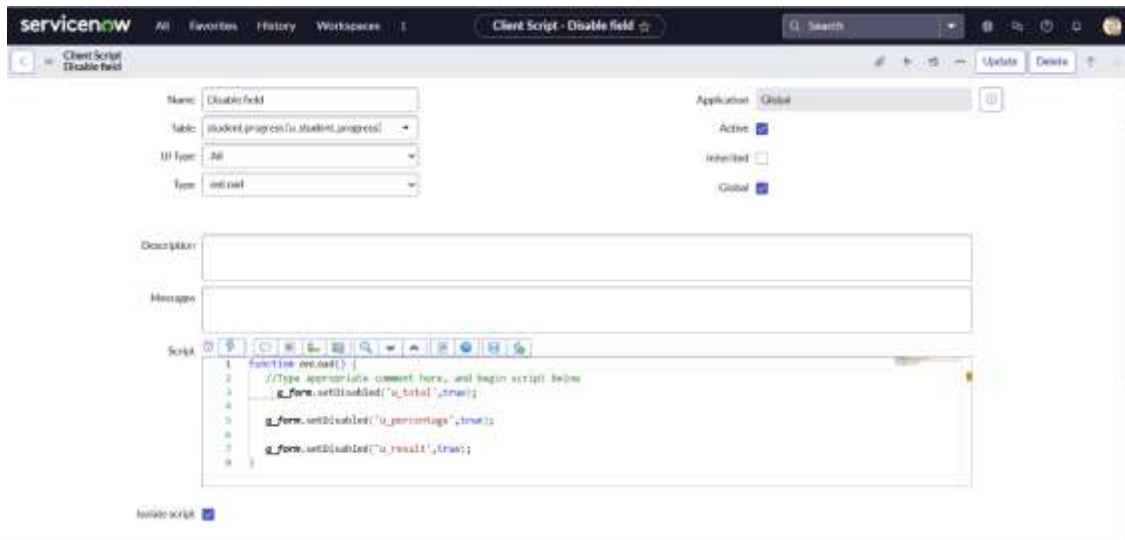 servicenow All Favorites History Workspaces Client Script - Disable field Search
Client Script
Disable field
Update Delete
Name Disable field
Application Global
Table student progress [u_student_progress]
Active
UI Type All
Inherited
Type onLoad
Global
Description
Messages
Script
1 function onLoad() {
2 //Type appropriate comment here, and begin script below
3 g_form.setDisabled('u_total',true);
4
5 g_form.setDisabled('u_percentage',true);
6
7 g_form.setDisabled('u_result',true);
8 }
Isolate script